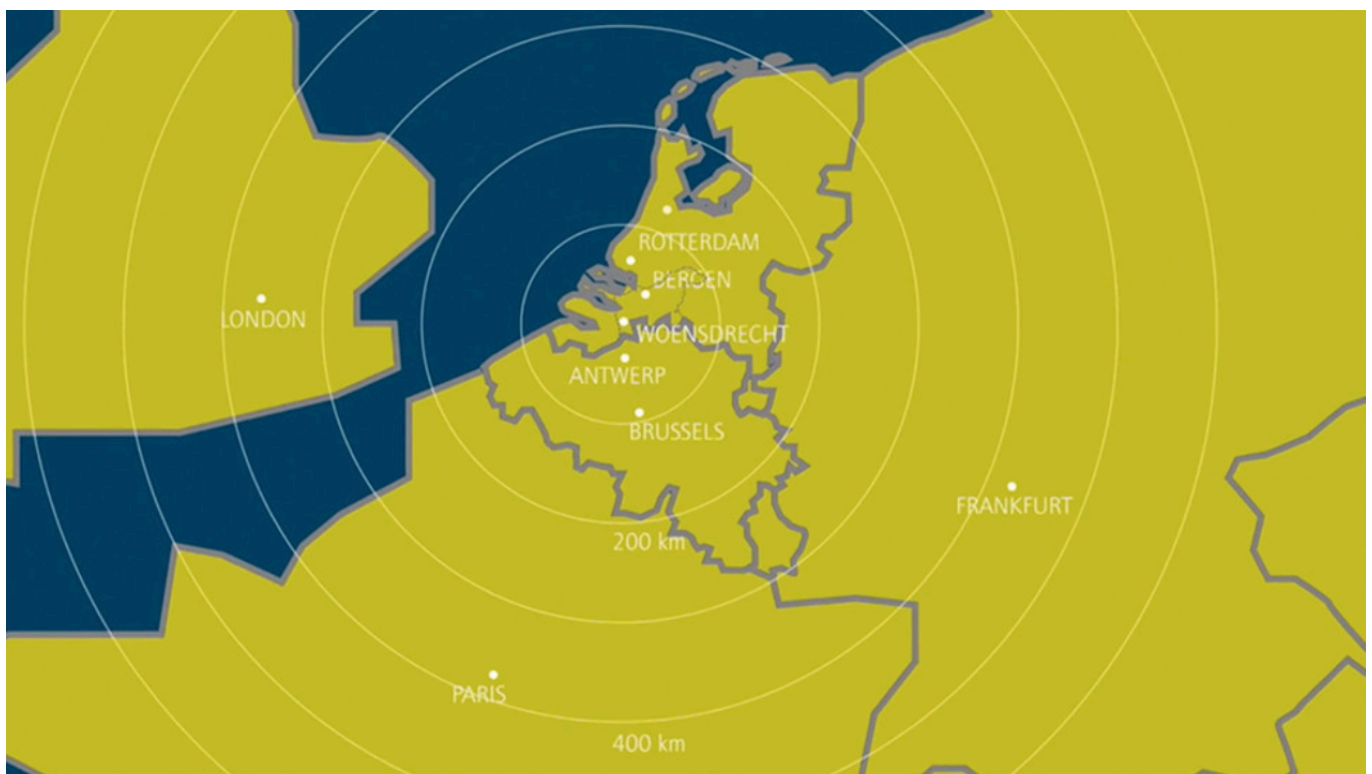 ROTTERDAM
BERGEN
LONDON
WOENSDRECHT
ANTWERP
BRUSSELS
FRANKFURT
200 km
PARIS
400 km